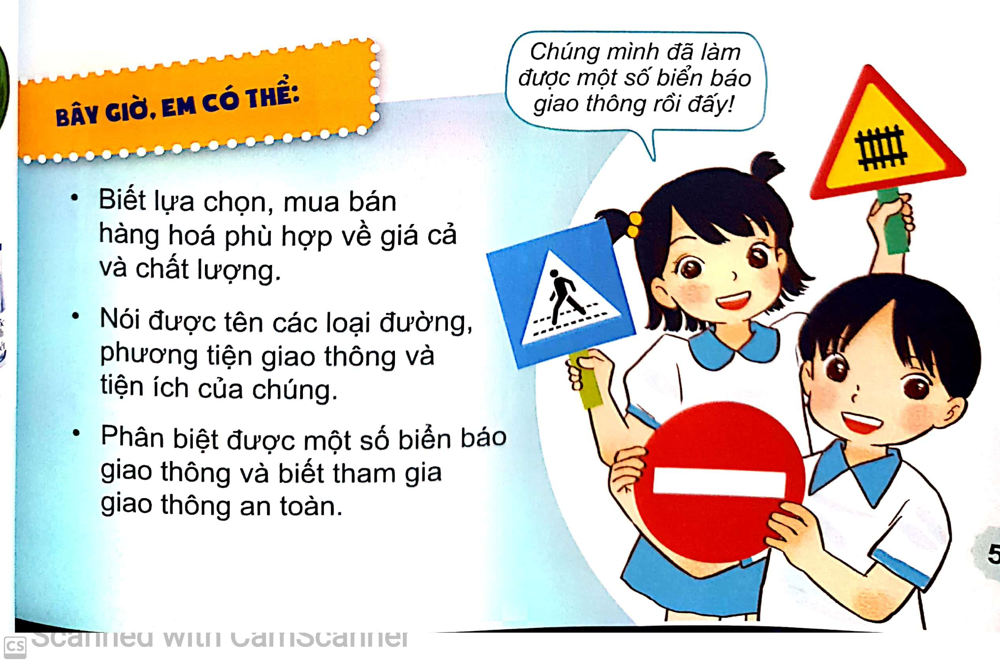 BÂY GIỜ, EM CÓ THỂ:
Chúng mình đã làm
được một số biển báo
giao thông rồi đấy!
• Biết lựa chọn, mua bán
hàng hoá phù hợp về giá cả
và chất lượng.
• Nói được tên các loại đường,
phương tiện giao thông và
tiện ích của chúng.
• Phân biệt được một số biển báo
giao thông và biết tham gia
giao thông an toàn.
5
CS Scanned with CamScanner